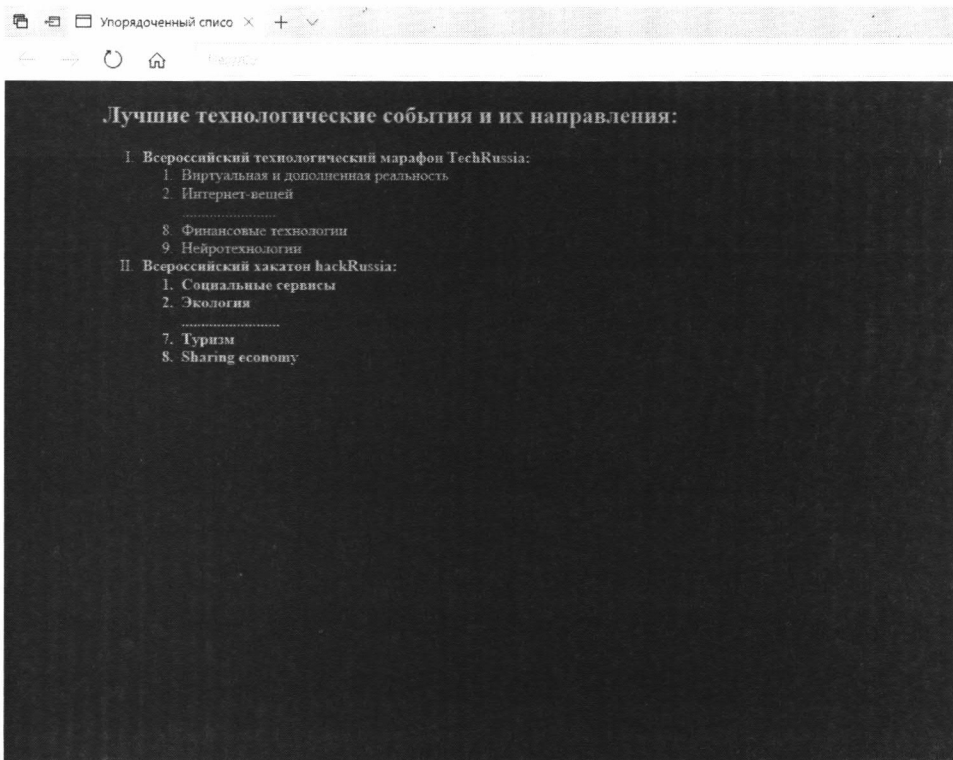 Упорядоченный списо
Лучшие технологические события и их направления:
I. Всероссийский технологический марафон TechRussia:
1. Виртуальная и дополненная реальность
2. Интернет-вещей
........................
8. Финансовые технологии
9. Нейротехнологии
II. Всероссийский хакатон hackRussia:
1. Социальные сервисы
2. Экология
.........................
7. Туризм
8. Sharing economy